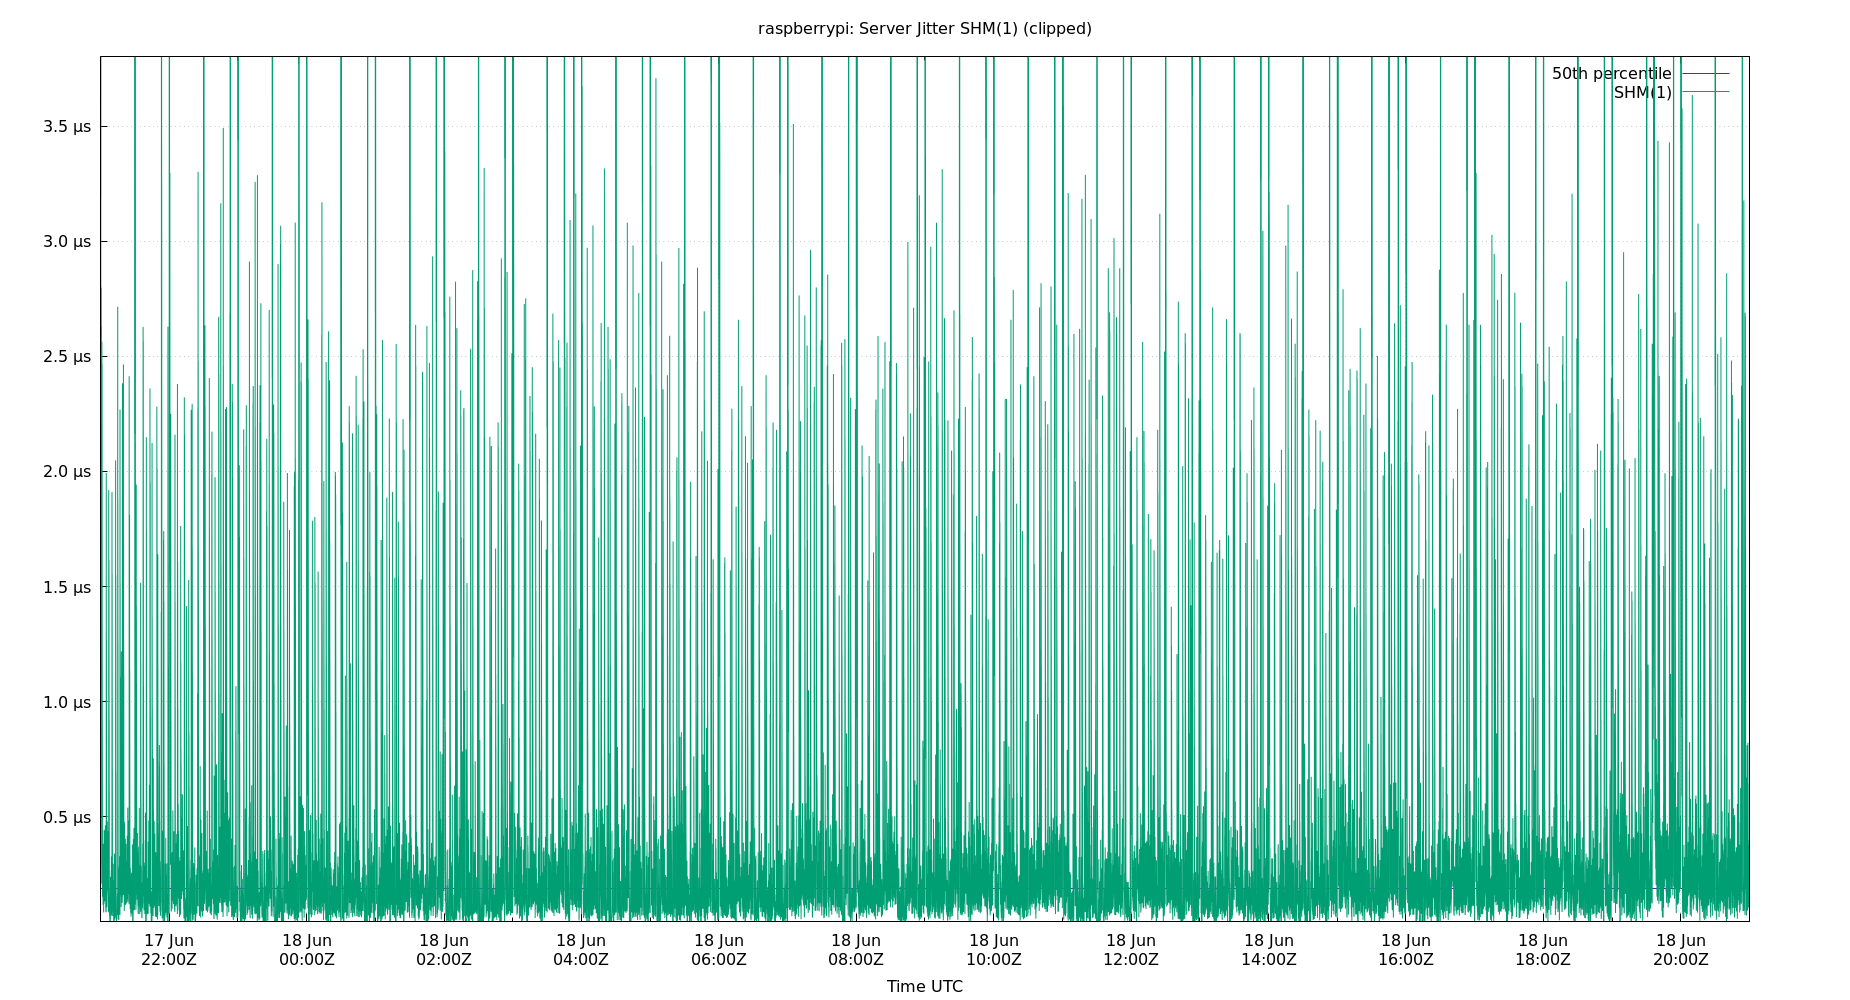 raspberrypi: Server Jitter SHM(1) (clipped)
50th percentile
SHM(1)
3.5 µs
3.0 µs
2.5 µs
2.0 µs
1.5 µs
1.0 µs
0.5 µs
17 Jun 18 Jun 18 Jun 18 Jun 18 Jun 18 Jun 18 Jun 18 Jun 18 Jun 18 Jun 18 Jun 18 Jun
22:00Z 00:00Z 02:00Z 04:00Z 06:00Z 08:00Z 10:00Z 12:00Z 14:00Z 16:00Z 18:00Z 20:00Z
Time UTC